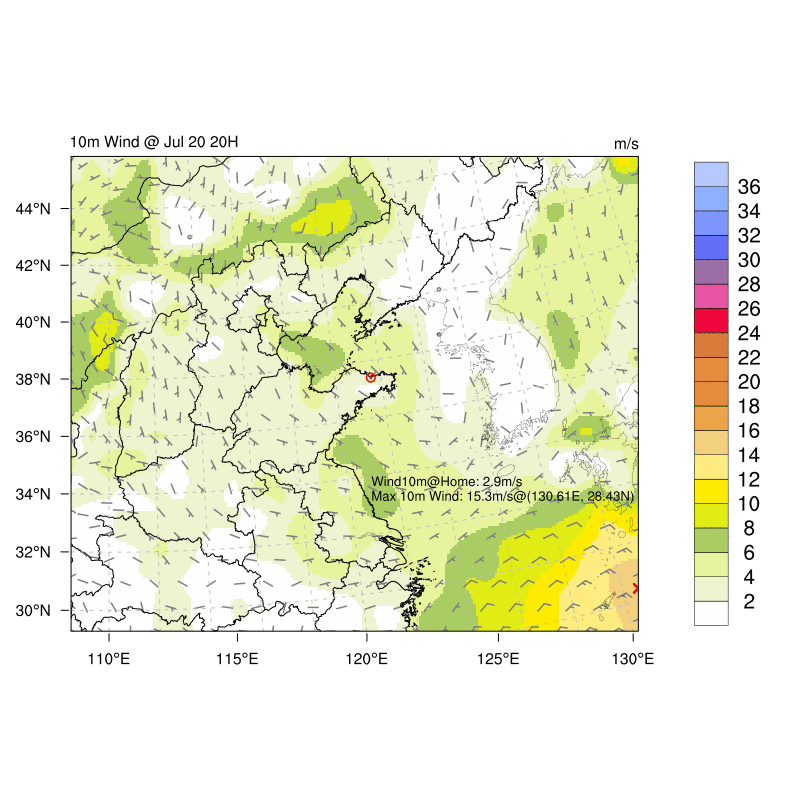 10m Wind @ Jul 20 20H
m/s
44°N
42°N
40°N
38°N
36°N
34°N
32°N
30°N
Wind10m@Home: 2.9m/s
Max 10m Wind: 15.3m/s@(130.61E, 28.43N)
110°E
115°E
120°E
125°E
130°E
36
34
32
30
28
26
24
22
20
18
16
14
12
10
8
6
4
2